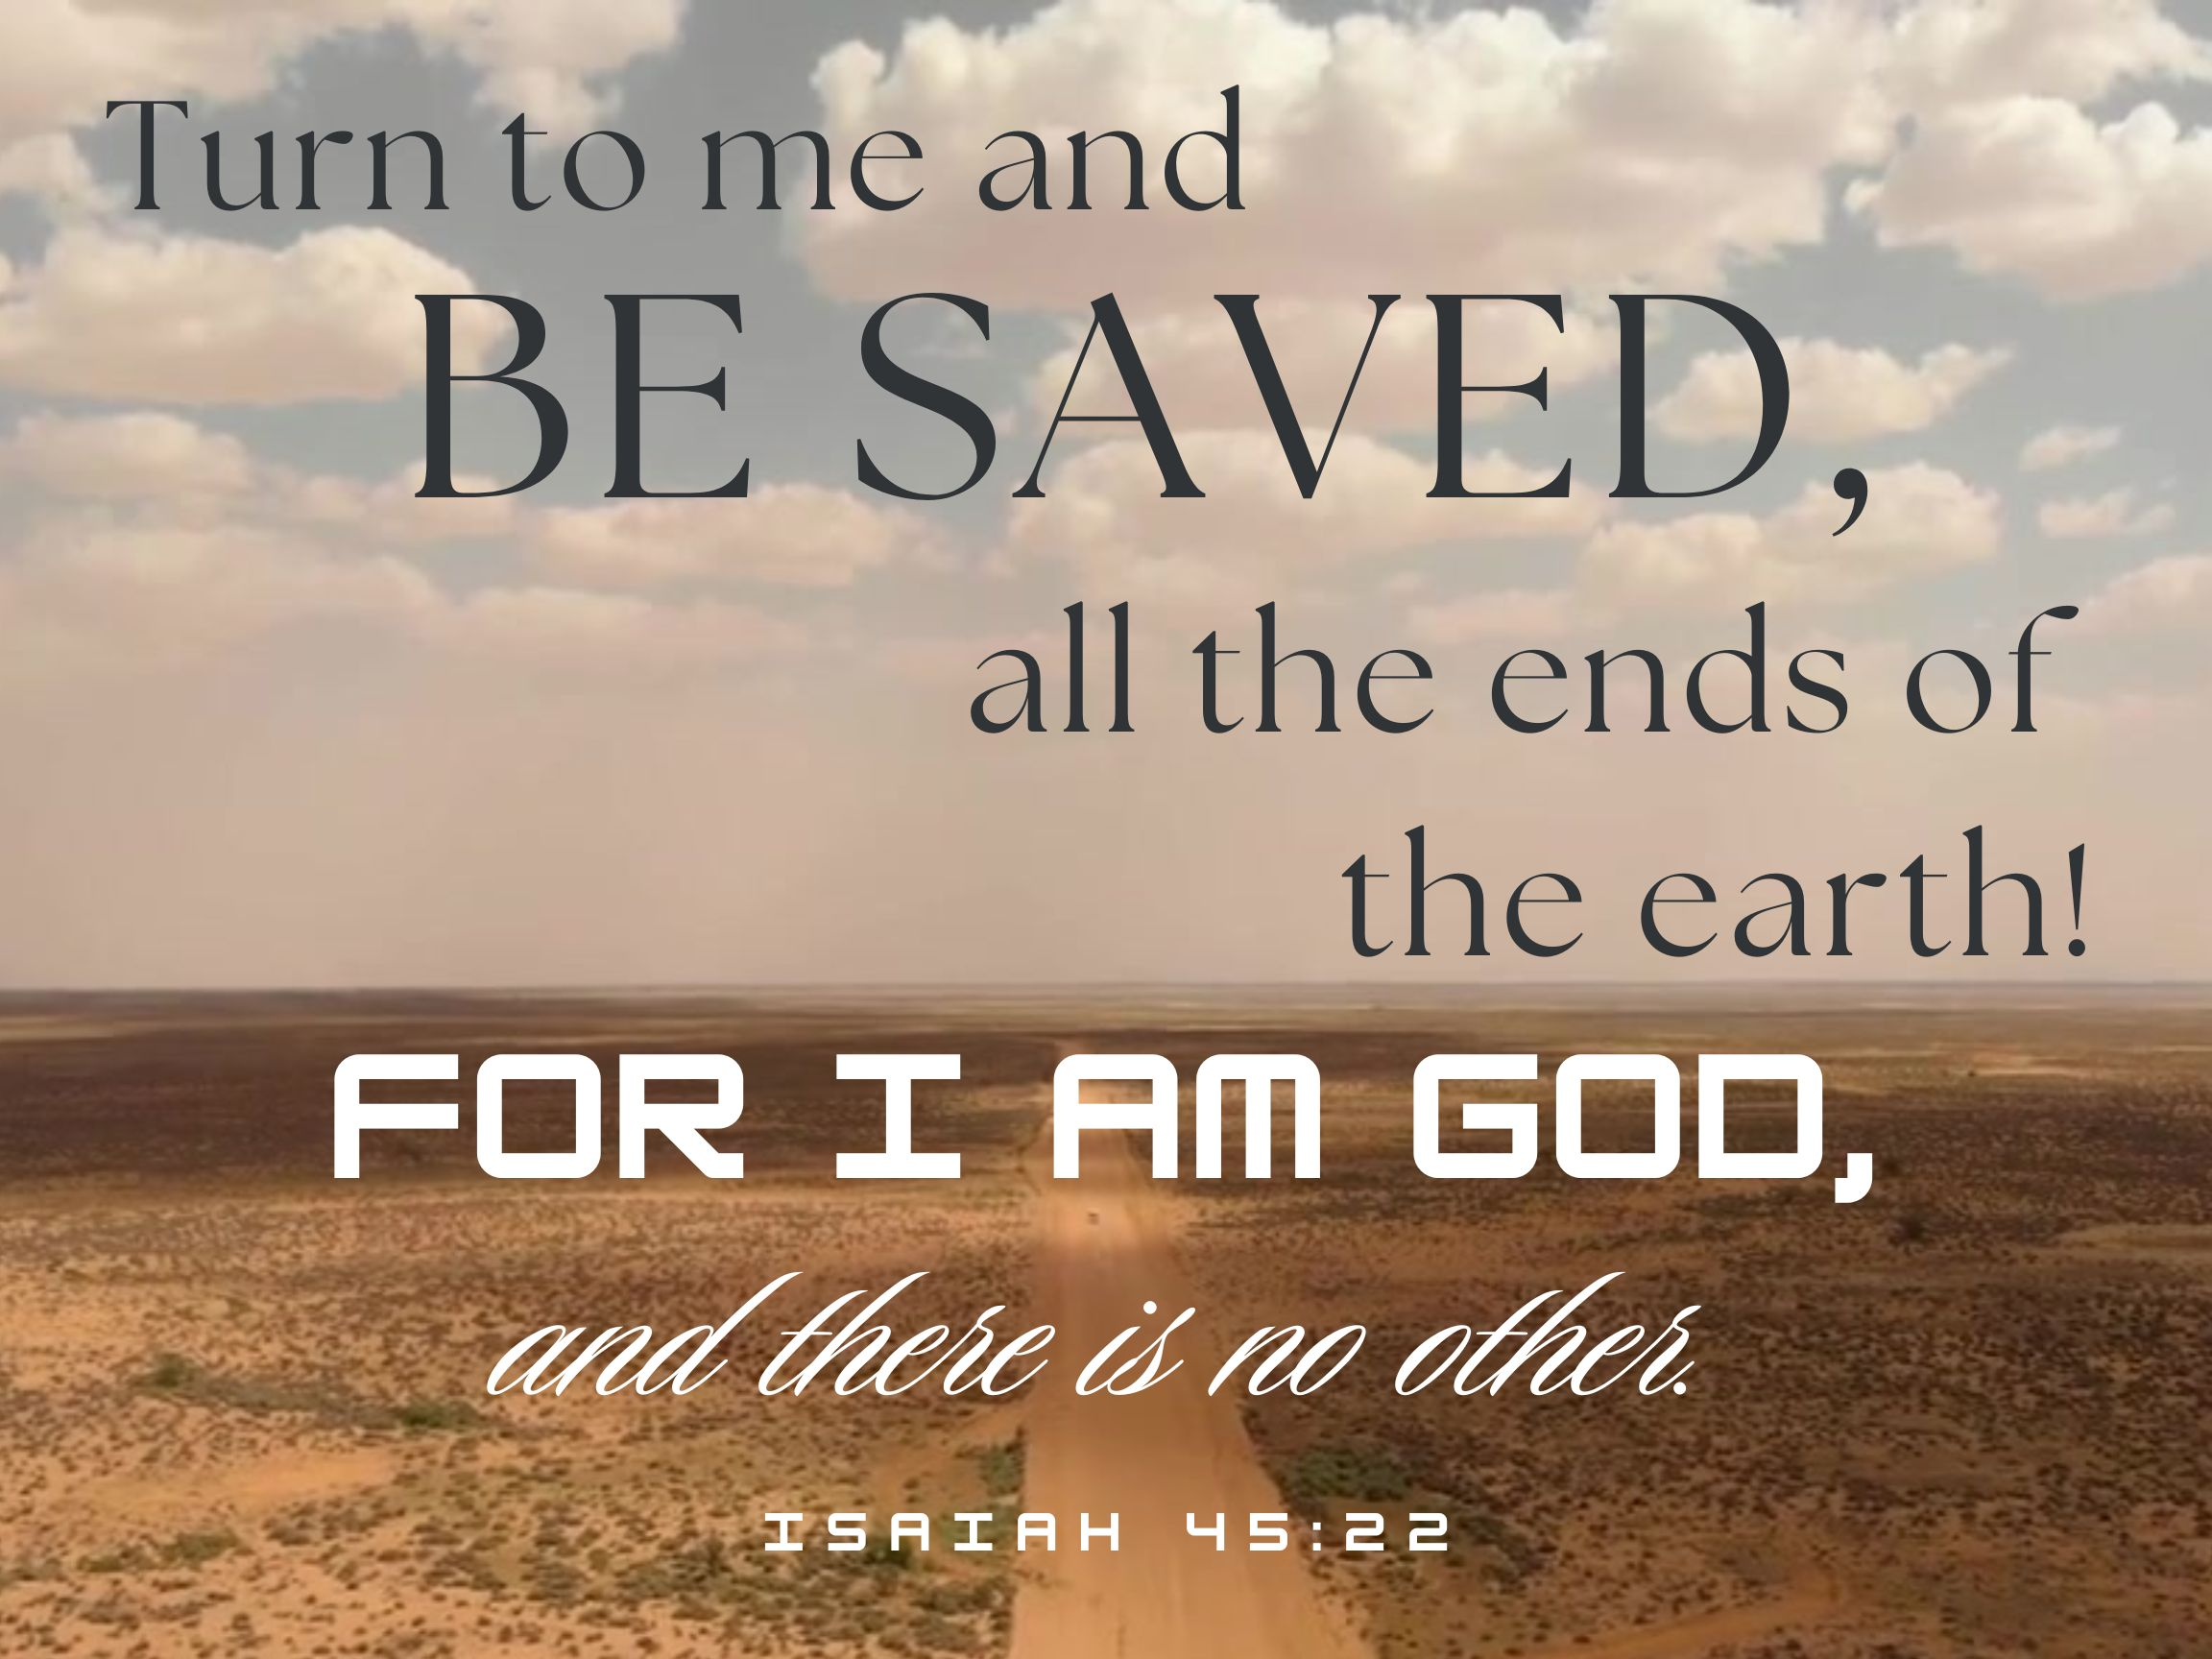 Turn to me and
BE SAVED,
all the ends of
the earth!
FOR I AM GOD,
and there is no other.
ISAIAH 45:22